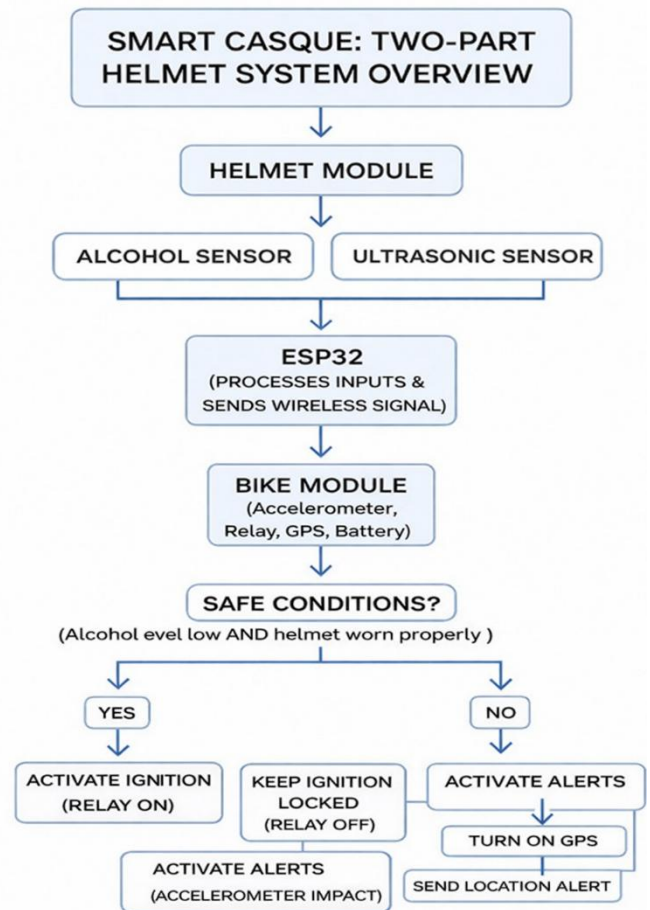 SMART CASQUE: TWO-PART
HELMET SYSTEM OVERVIEW
HELMET MODULE
ALCOHOL SENSOR
ULTRASONIC SENSOR
ESP32
(PROCESSES INPUTS &
SENDS WIRELESS SIGNAL)
BIKE MODULE
(Accelerometer,
Relay, GPS, Battery)
SAFE CONDITIONS?
(Alcohol evel low AND helmet worn properly )
YES
NO
ACTIVATE IGNITION
(RELAY ON)
KEEP IGNITION
LOCKED
(RELAY OFF)
ACTIVATE ALERTS
TURN ON GPS
ACTIVATE ALERTS
(ACCELEROMETER IMPACT)
SEND LOCATION ALERT